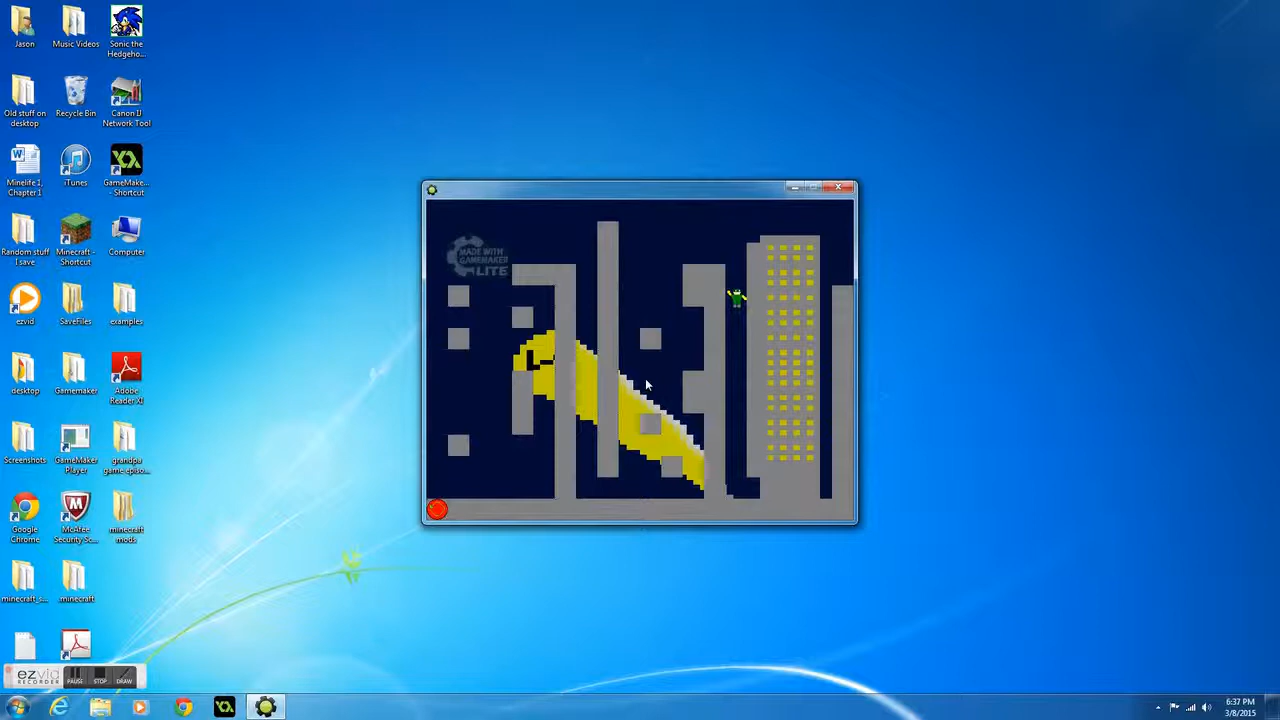 Jason
Music Videos
Sonic the
Hedgeho...
Old stuff on
desktop
Recycle Bin
Canon IJ
Network Tool
Minelife 1,
Chapter 1
iTunes
GameMake...
- Shortcut
Random stuff
I save
Minecraft -
Shortcut
Computer
ezvid
SaveFiles
examples
desktop
Gamemaker
Adobe
Reader XI
Screenshots
GameMaker
Player
grandpa
game episo...
Google
Chrome
McAfee
Security Sc...
minecraft
mods
minecraft_s...
.minecraft
MADE WITH
GAMEMAKER
LITE
ezvid
RECORDER
PAUSE
STOP
DRAW
6:37 PM
3/8/2015